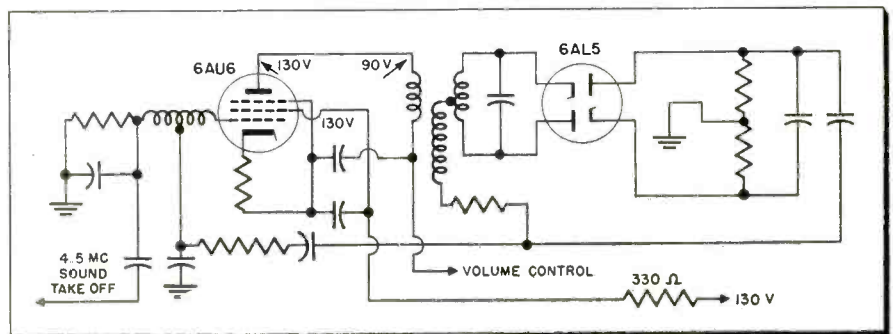 6AU6
130V
90V
6AL5
130V
4.5 MC
SOUND
TAKE OFF
VOLUME CONTROL
330 Ω
130 V